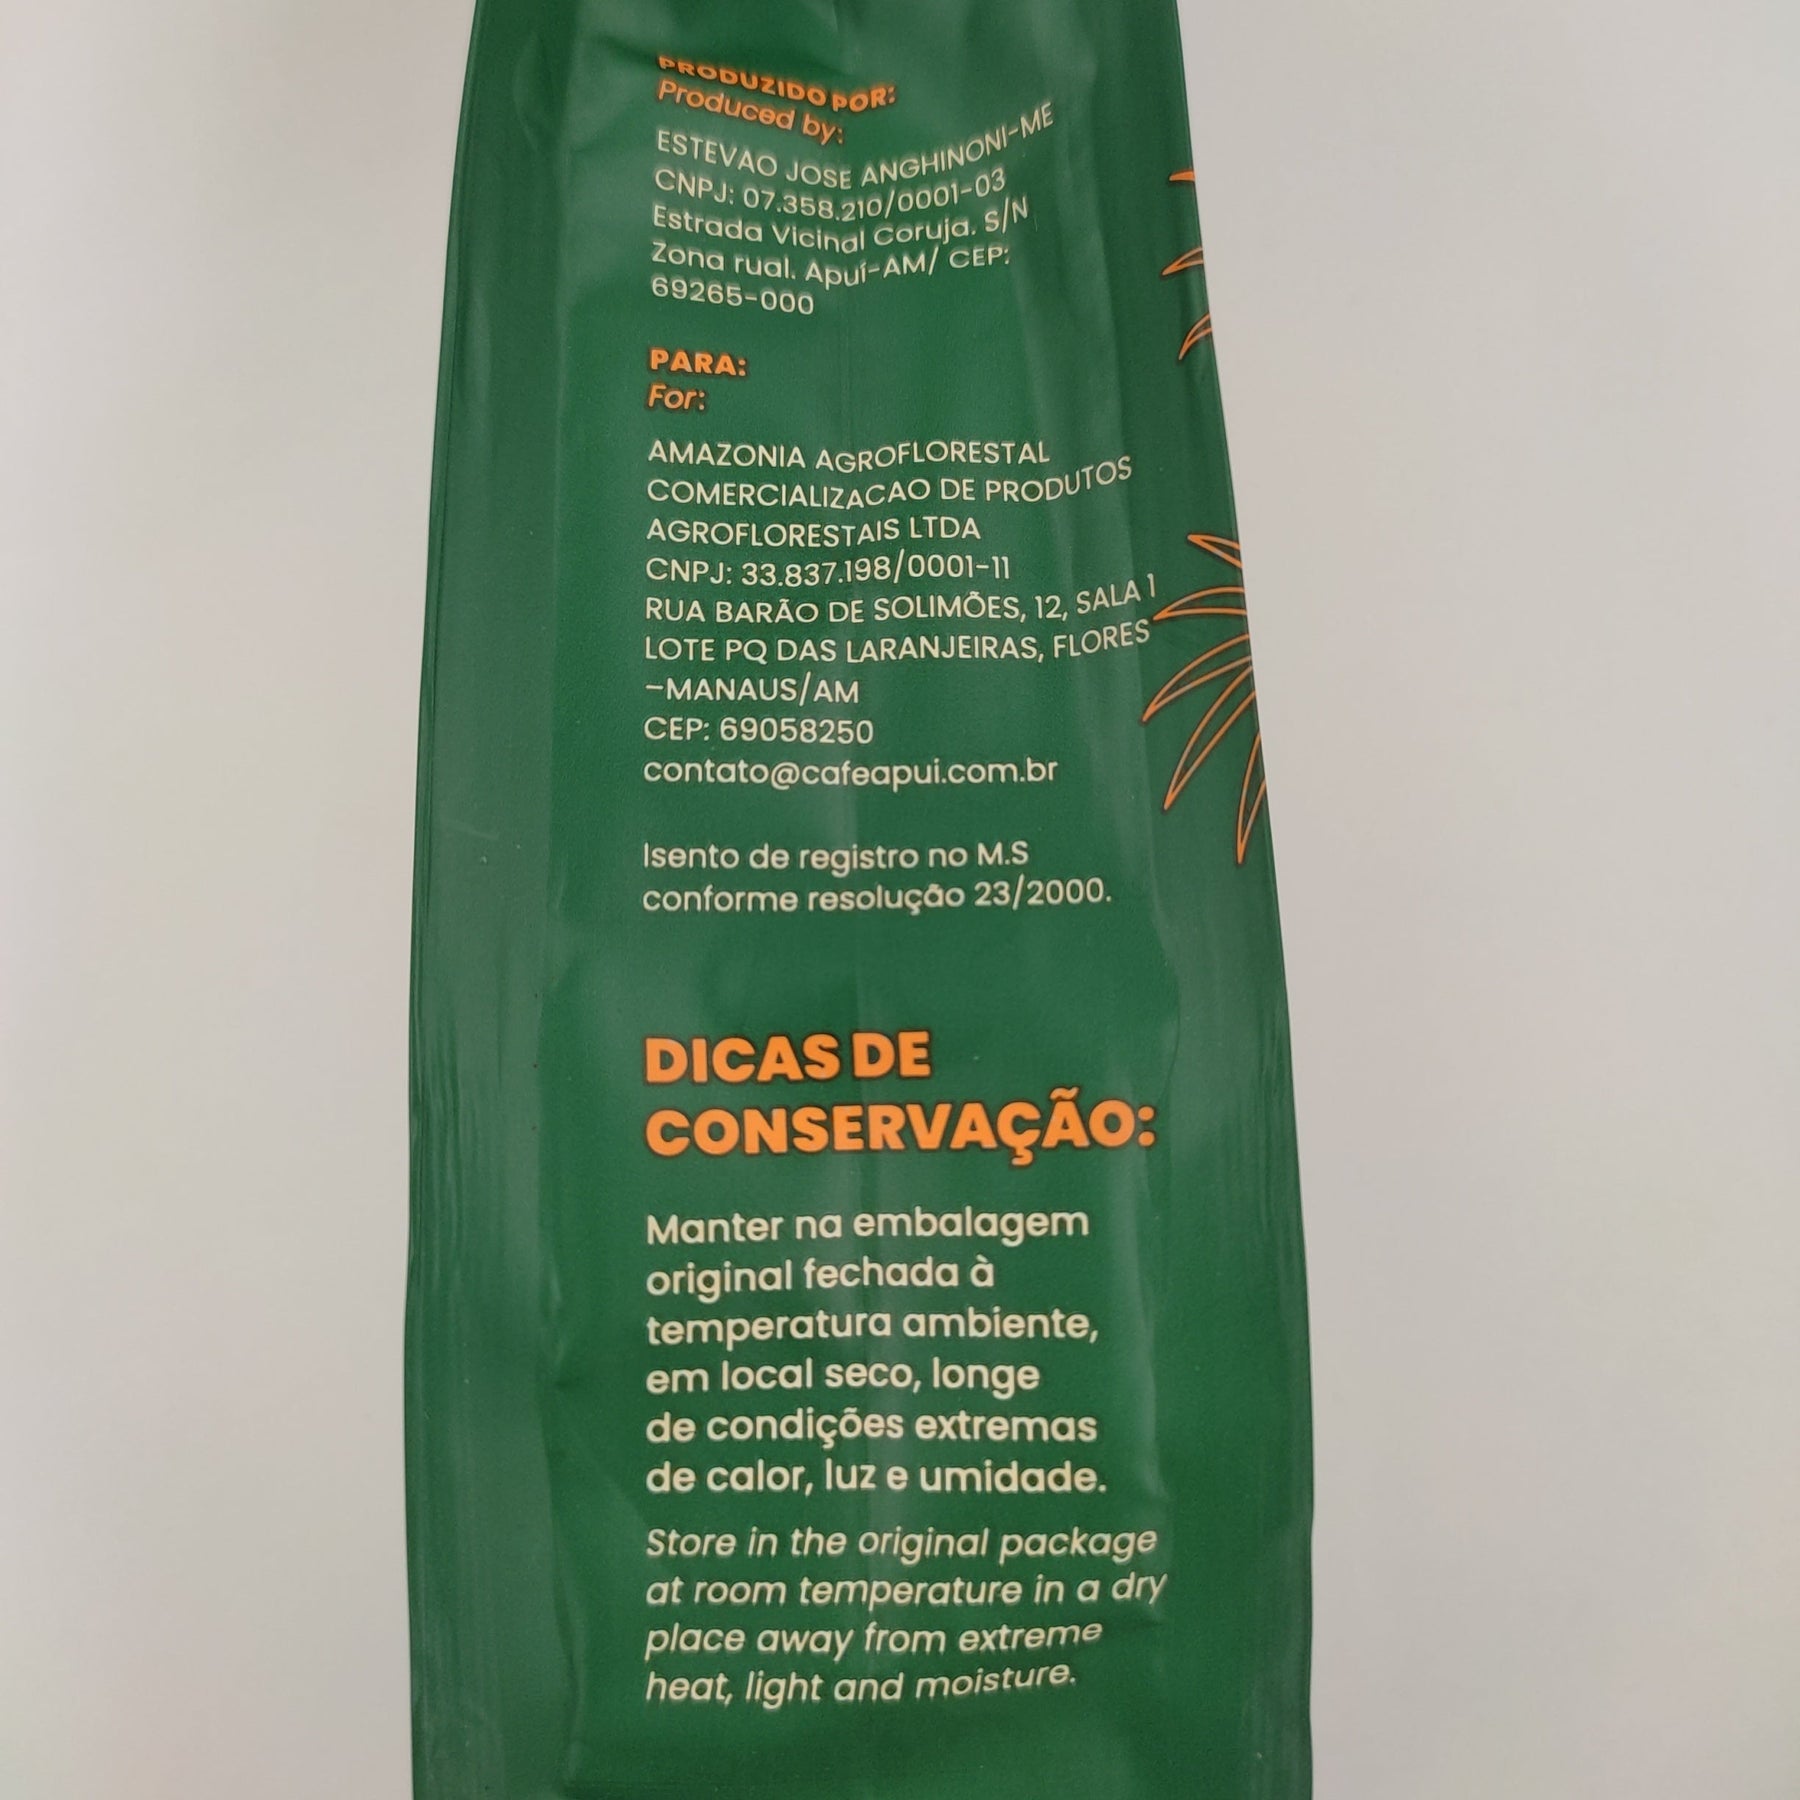 PRODUZIDO POR:
Produced by:
ESTEVAO JOSE ANGHINONI-ME
CNPJ: 07.358.210/0001-03
Estrada Vicinal Coruja. S/N
Zona rual. Apuí-AM/ CEP:
69265-000
PARA:
For:
AMAZONIA AGROFLORESTAL
COMERCIALIZACAO DE PRODUTOS
AGROFLORESTAIS LTDA
CNPJ: 33.837.198/0001-11
RUA BARÃO DE SOLIMÕES, 12, SALA 1
LOTE PQ DAS LARANJEIRAS, FLORES
-MANAUS/AM
CEP: 69058250
contato@cafeapui.com.br
Isento de registro no M.S
conforme resolução 23/2000.
DICAS DE
CONSERVAÇÃO:
Manter na embalagem
original fechada à
temperatura ambiente,
em local seco, longe
de condições extremas
de calor, luz e umidade.
Store in the original package
at room temperature in a dry
place away from extreme
heat, light and moisture.